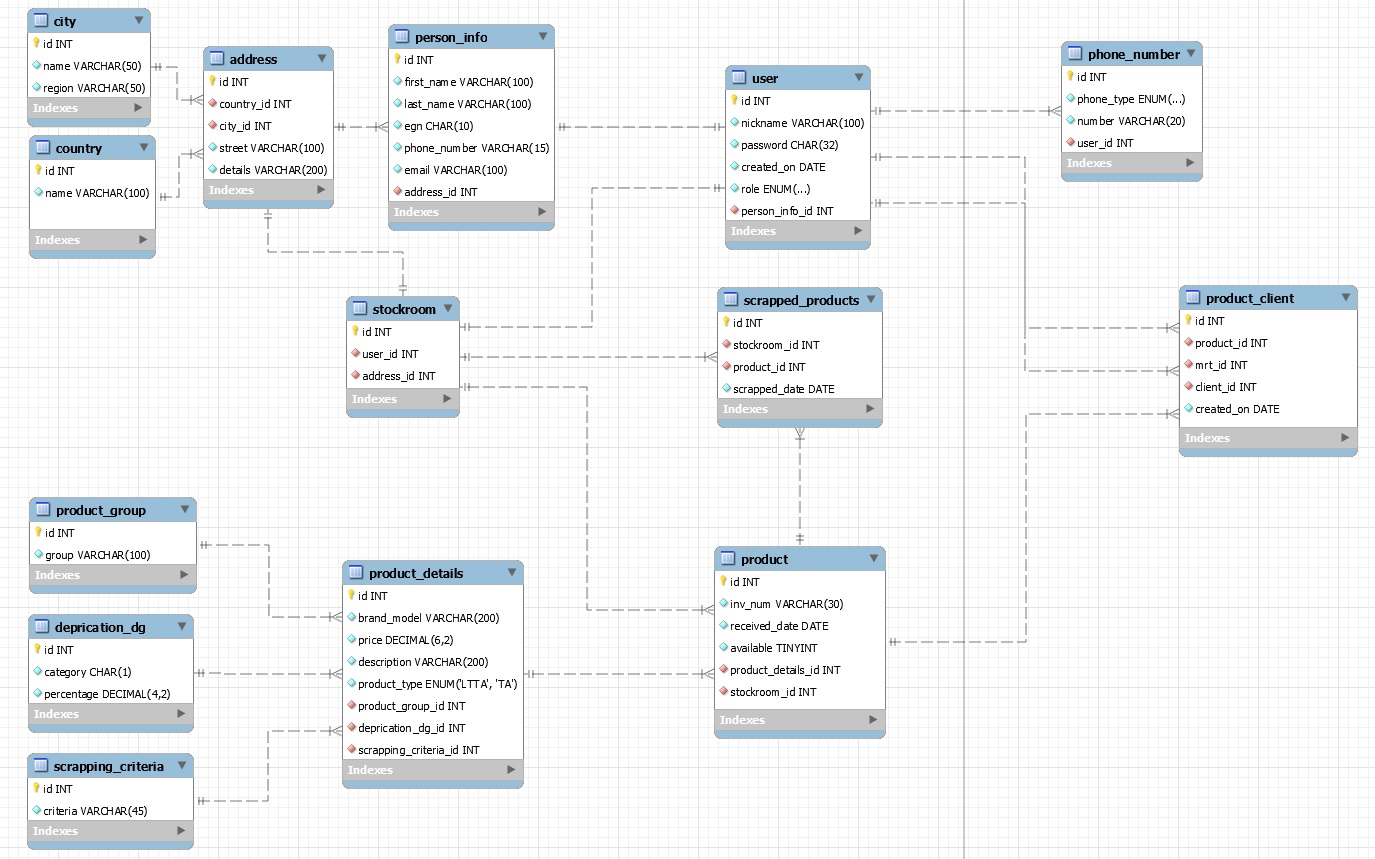 city
id INT
name VARCHAR(50)
region VARCHAR(50)
Indexes
country
id INT
name VARCHAR(100)
Indexes
address
id INT
country_id INT
city_id INT
street VARCHAR(100)
details VARCHAR(200)
Indexes
person_info
id INT
first_name VARCHAR(100)
last_name VARCHAR(100)
egn CHAR(10)
phone_number VARCHAR(15)
email VARCHAR(100)
address_id INT
Indexes
user
id INT
nickname VARCHAR(100)
password CHAR(32)
created_on DATE
role ENUM(...)
person_info_id INT
Indexes
phone_number
id INT
phone_type ENUM(...)
number VARCHAR(20)
user_id INT
Indexes
stockroom
id INT
user_id INT
address_id INT
Indexes
scrapped_products
id INT
stockroom_id INT
product_id INT
scrapped_date DATE
Indexes
product_client
id INT
product_id INT
mrt_id INT
client_id INT
created_on DATE
Indexes
product_group
id INT
group VARCHAR(100)
Indexes
deprication_dg
id INT
category CHAR(1)
percentage DECIMAL(4,2)
Indexes
scrapping_criteria
id INT
criteria VARCHAR(45)
Indexes
product_details
id INT
brand_model VARCHAR(200)
price DECIMAL(6,2)
description VARCHAR(200)
product_type ENUM('LTTA', 'TA')
product_group_id INT
deprication_dg_id INT
scrapping_criteria_id INT
Indexes
product
id INT
inv_num VARCHAR(30)
received_date DATE
available TINYINT
product_details_id INT
stockroom_id INT
Indexes